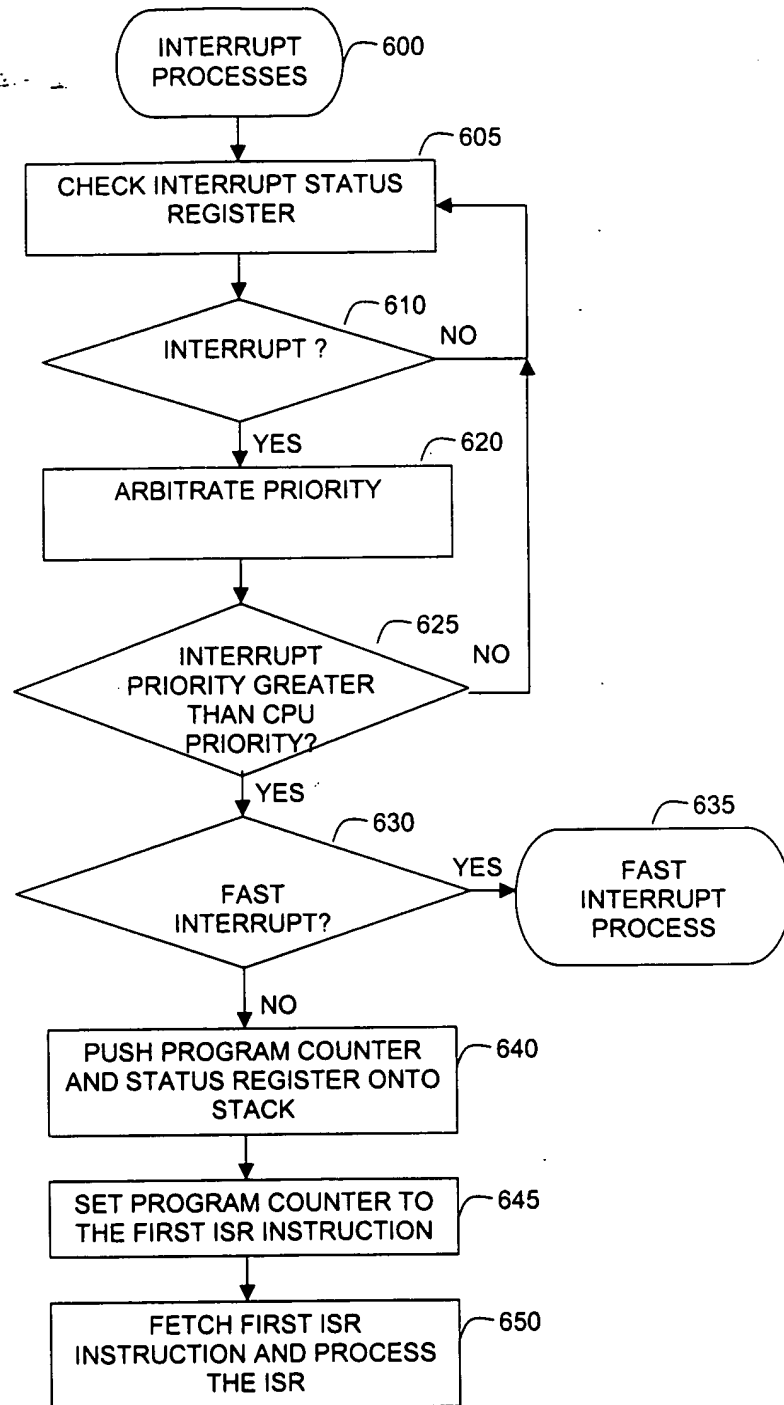 INTERRUPT
PROCESSES
600
605
CHECK INTERRUPT STATUS
REGISTER
610
INTERRUPT ?
NO
YES
620
ARBITRATE PRIORITY
625
INTERRUPT
PRIORITY GREATER
THAN CPU
PRIORITY?
NO
YES
630
FAST
INTERRUPT?
YES
635
FAST
INTERRUPT
PROCESS
NO
PUSH PROGRAM COUNTER
AND STATUS REGISTER ONTO
STACK
640
SET PROGRAM COUNTER TO
THE FIRST ISR INSTRUCTION
645
FETCH FIRST ISR
INSTRUCTION AND PROCESS
THE ISR
650